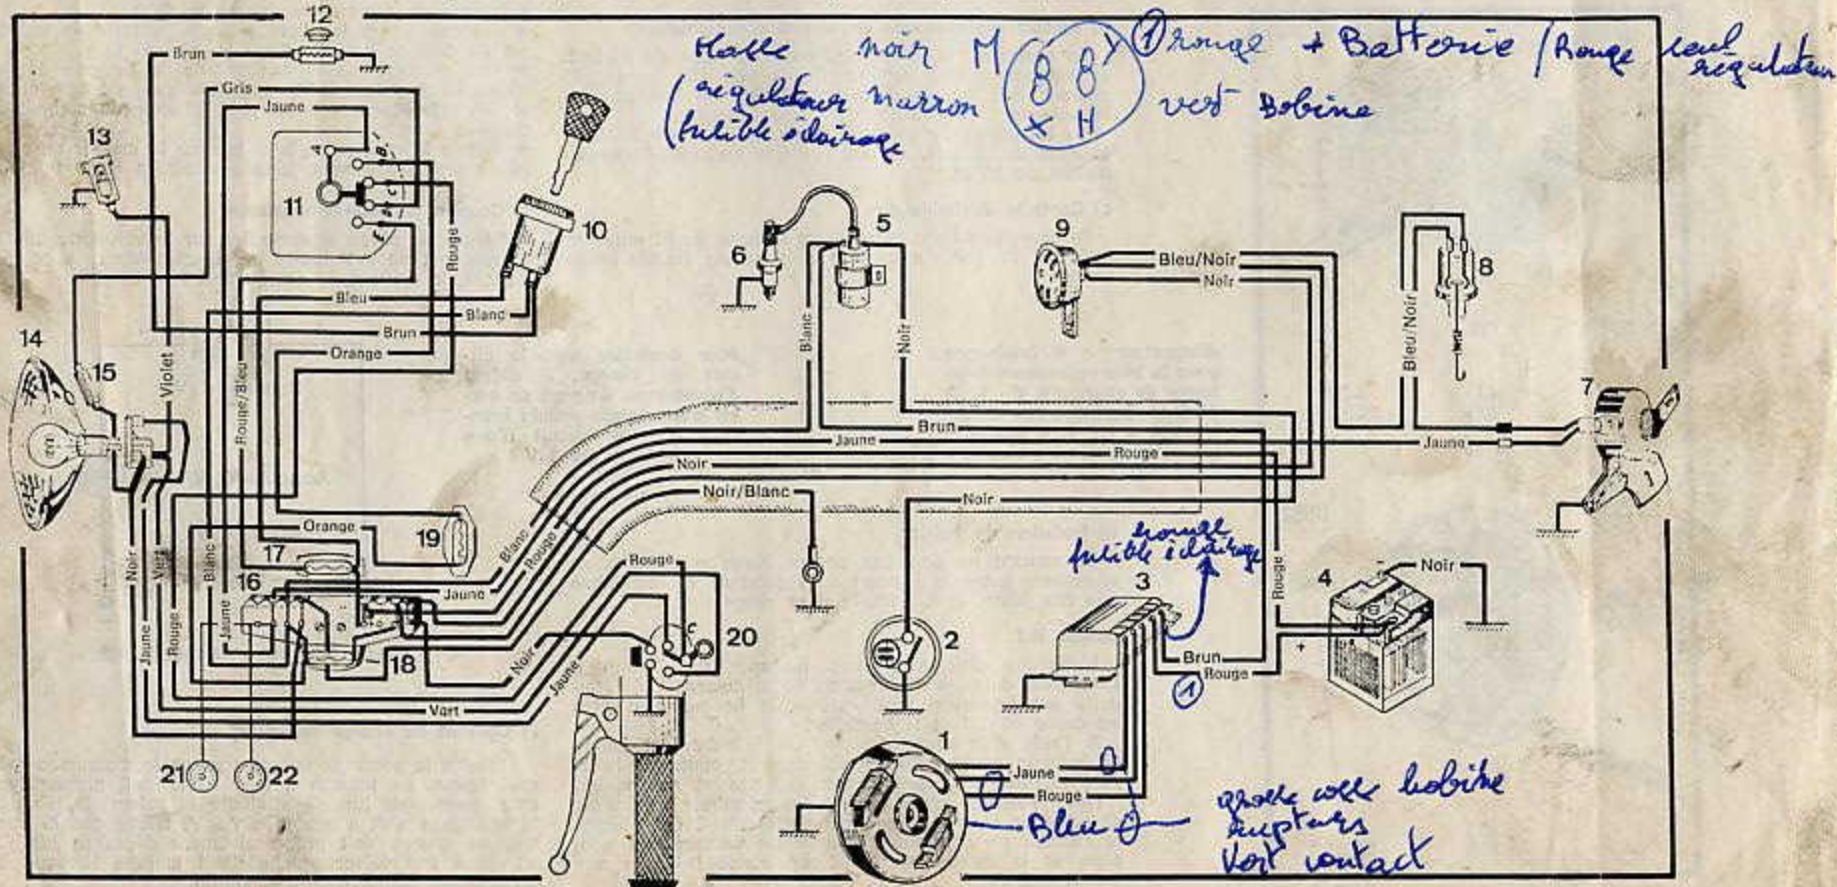 12
Masse noir M 8 8 Y ① rouge + Batterie / Rouge seul régulateur
(régulateur marron X H vert Bobine
(fusible éclairage
Brun
Gris
Jaune
13
A
B
C
11
Rouge
10
5
6
9
Bleu/Noir
Noir
8
Bleu
Blanc
Brun
Orange
14
15
Violet
Rouge/Bleu
Blanc
Noir
Bleu/Noir
7
Brun
Jaune
Jaune
Rouge
Noir
Noir/Blanc
Noir
Orange
19
17
16
Blanc
Rouge
Jaune
Rouge
rouge
fusible éclairage
3
Rouge
4
-
Noir
+
Noir
Vert
Blanc
Jaune
Jaune
Rouge
18
C
20
Noir
Jaune
Vert
2
Brun
Rouge
①
21
22
1
Jaune
Rouge
Bleu
grosse cosse bobine
rupteurs
Vert contact